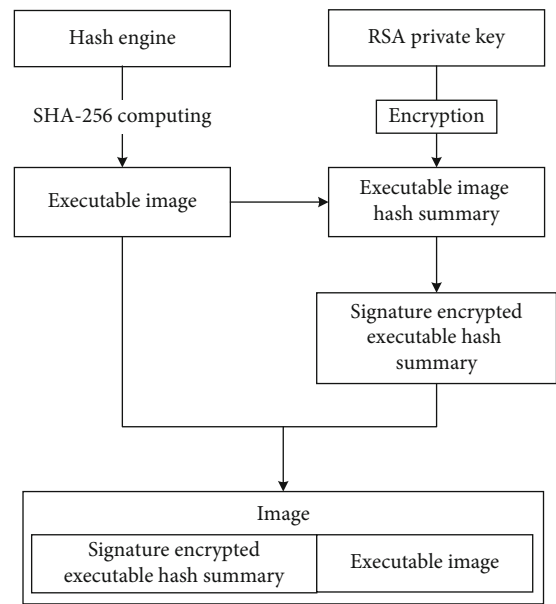 Hash engine
RSA private key
SHA-256 computing
Encryption
Executable image
Executable image
hash summary
Signature encrypted
executable hash
summary
Image
Signature encrypted
executable hash summary
Executable image